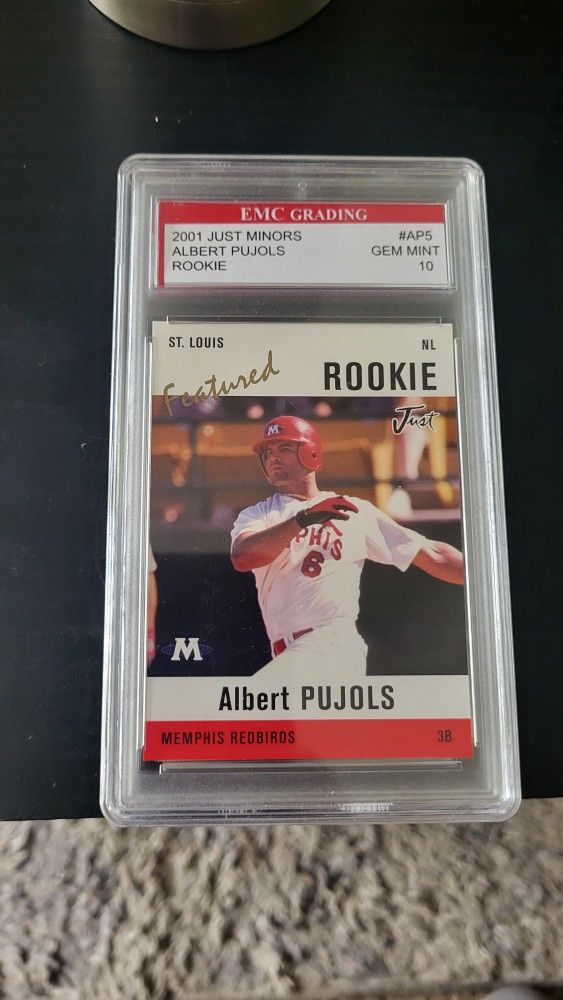 EMC GRADING
2001 JUST MINORS #AP5
ALBERT PUJOLS GEM MINT
ROOKIE 10
ST. LOUIS NL
Featured ROOKIE
Just
M
PHIS
6
M
Albert PUJOLS
MEMPHIS REDBIRDS 3B